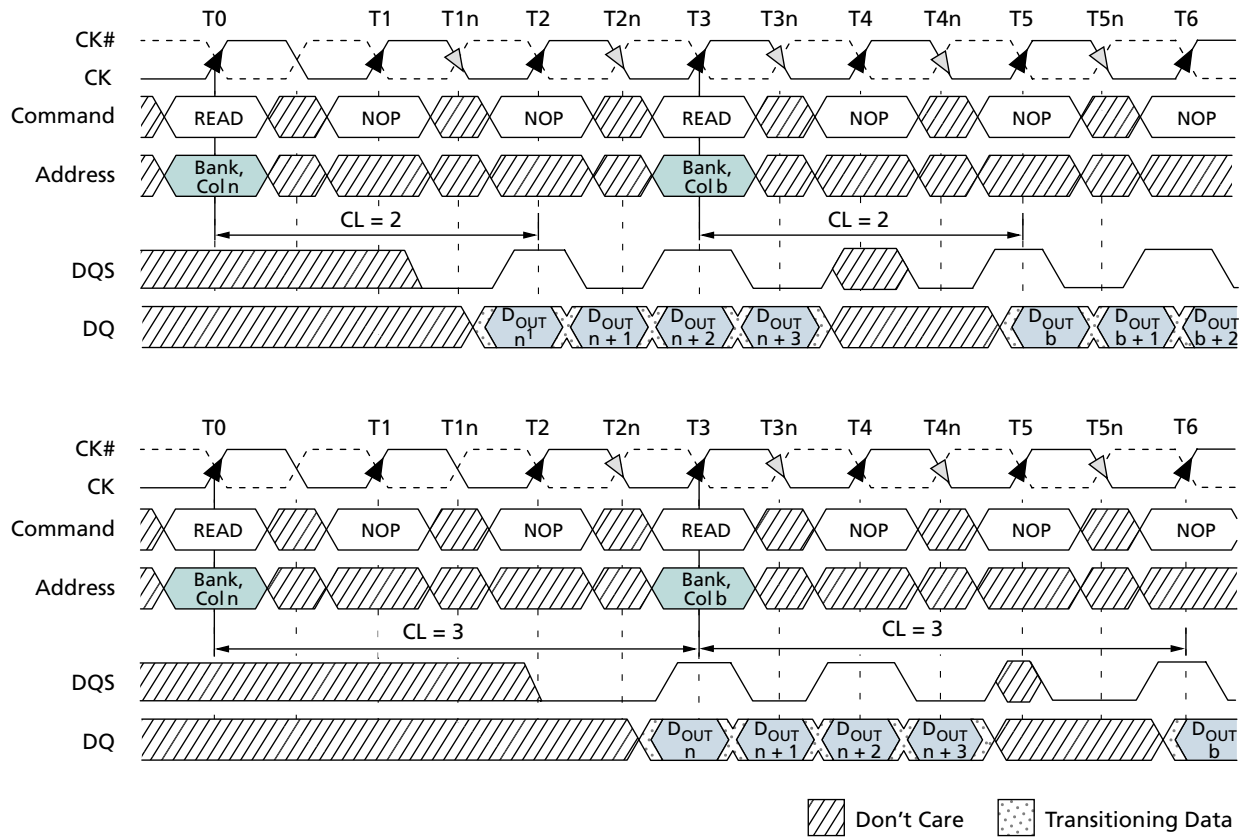 T0 T1 T1n T2 T2n T3 T3n T4 T4n T5 T5n T6
CK#
CK
Command READ NOP NOP READ NOP NOP NOP
Address Bank, Col n Bank, Col b
CL = 2 CL = 2
DQS
DQ DOUT n1 DOUT n + 1 DOUT n + 2 DOUT n + 3 DOUT b DOUT b + 1 DOUT b + 2
T0 T1 T1n T2 T2n T3 T3n T4 T4n T5 T5n T6
CK#
CK
Command READ NOP NOP READ NOP NOP NOP
Address Bank, Col n Bank, Col b
CL = 3 CL = 3
DQS
DQ DOUT n DOUT n + 1 DOUT n + 2 DOUT n + 3 DOUT b
Don't Care Transitioning Data